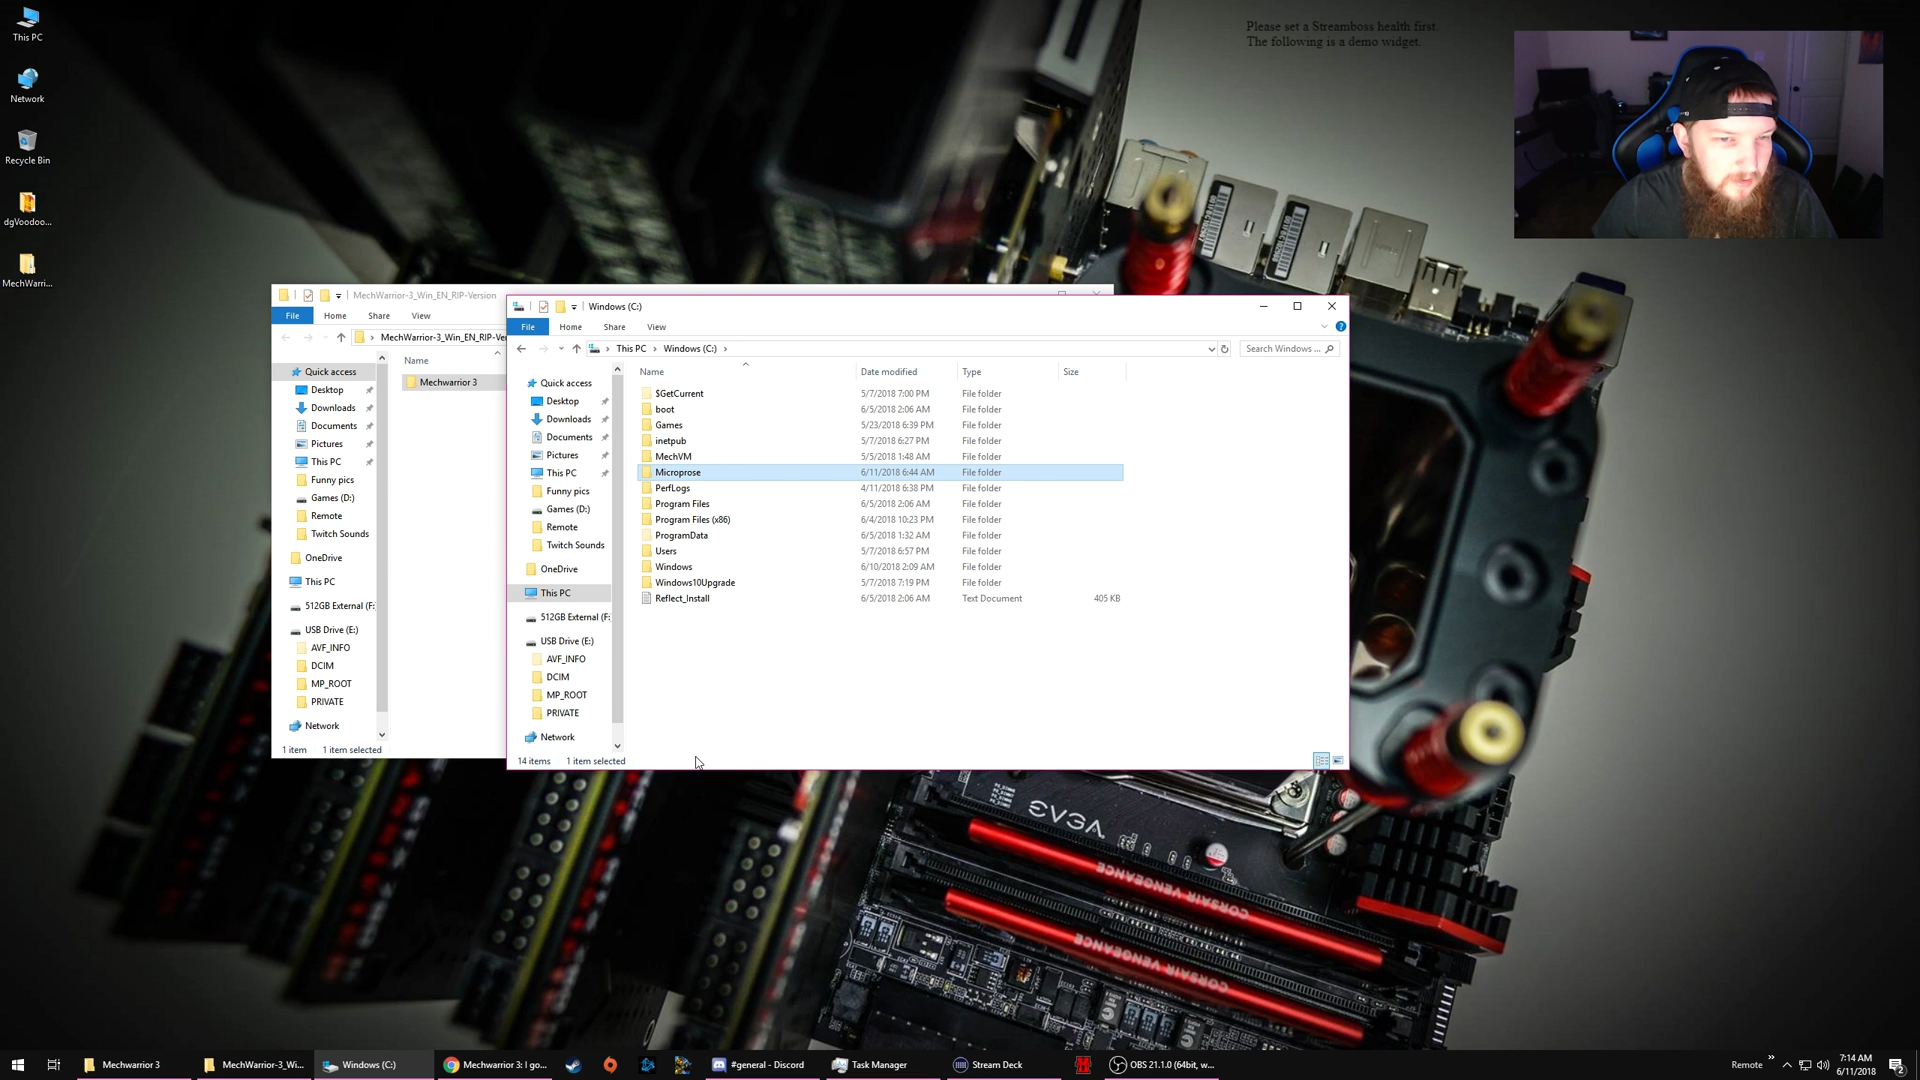 This PC
Network
Recycle Bin
dgVoodoo...
MechWarri...
Please set a Streamboss health first.
The following is a demo widget.
MechWarrior-3_Win_EN_RIP-Version
File Home Share View
MechWarrior-3_Win_EN_RIP-Ve
Name
Mechwarrior 3
Quick access
Desktop
Downloads
Documents
Pictures
This PC
Funny pics
Games (D:)
Remote
Twitch Sounds
OneDrive
This PC
512GB External (F:
USB Drive (E:)
AVF_INFO
DCIM
MP_ROOT
PRIVATE
Network
1 item 1 item selected
Windows (C:)
File Home Share View
This PC Windows (C:)
Search Windows ...
Quick access
Desktop
Downloads
Documents
Pictures
This PC
Funny pics
Games (D:)
Remote
Twitch Sounds
OneDrive
This PC
512GB External (F:
USB Drive (E:)
AVF_INFO
DCIM
MP_ROOT
PRIVATE
Network
Name Date modified Type Size
$GetCurrent 5/7/2018 7:00 PM File folder
boot 6/5/2018 2:06 AM File folder
Games 5/23/2018 6:39 PM File folder
inetpub 5/7/2018 6:27 PM File folder
MechVM 5/5/2018 1:48 AM File folder
Microprose 6/11/2018 6:44 AM File folder
PerfLogs 4/11/2018 6:38 PM File folder
Program Files 6/5/2018 2:06 AM File folder
Program Files (x86) 6/4/2018 10:23 PM File folder
ProgramData 6/5/2018 1:32 AM File folder
Users 5/7/2018 6:57 PM File folder
Windows 6/10/2018 2:09 AM File folder
Windows10Upgrade 5/7/2018 7:19 PM File folder
Reflect_Install 6/5/2018 2:06 AM Text Document 405 KB
14 items 1 item selected
EVGA
CORSAIR VENGEANCE CORSAIR
CORSAIR VENGEANCE CORSAIR
Mechwarrior 3
MechWarrior-3_Wi...
Windows (C:)
Mechwarrior 3: I go...
#general - Discord
Task Manager
Stream Deck
OBS 21.1.0 (64bit, w...
Remote
7:14 AM
6/11/2018
2